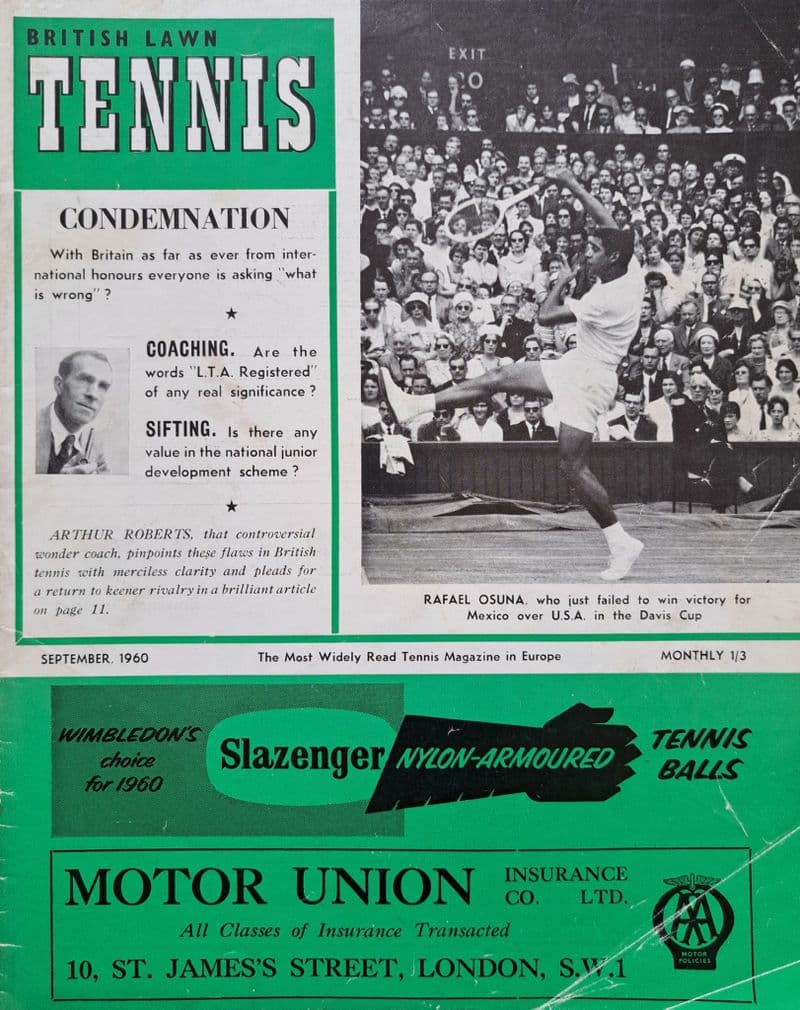 BRITISH LAWN
TENNIS
CONDEMNATION
With Britain as far as ever from inter-
national honours everyone is asking "what
is wrong" ?
★
COACHING. Are the
words "L.T.A. Registered"
of any real significance ?
SIFTING. Is there any
value in the national junior
development scheme ?
★
ARTHUR ROBERTS, that controversial
wonder coach, pinpoints these flaws in British
tennis with merciless clarity and pleads for
a return to keener rivalry in a brilliant article
on page 11.
EXIT
RAFAEL OSUNA, who just failed to win victory for
Mexico over U.S.A. in the Davis Cup
SEPTEMBER, 1960
The Most Widely Read Tennis Magazine in Europe
MONTHLY 1/3
WIMBLEDON'S
choice
for 1960
Slazenger
NYLON-ARMOURED
TENNIS
BALLS
MOTOR UNION
INSURANCE
CO. LTD.
All Classes of Insurance Transacted
10, ST. JAMES'S STREET, LONDON, S.W.1
AA
MOTOR
POLICIES